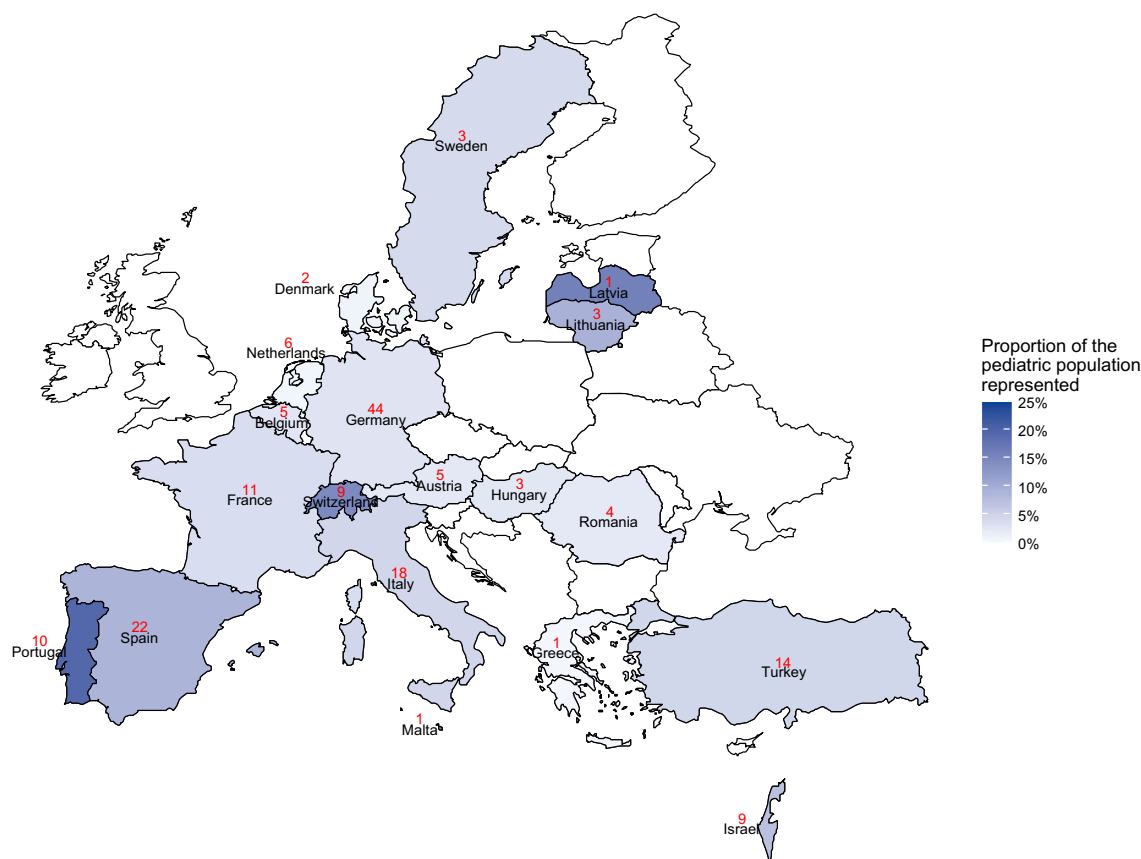 3
Sweden
2
Denmark
1
Latvia
3
Lithuania
6
Netherlands
5
Belgium
44
Germany
11
France
9
Switzerland
5
Austria
3
Hungary
4
Romania
18
Italy
22
Spain
10
Portugal
1
Greece
14
Turkey
1
Malta
9
Israel
Proportion of the
pediatric population
represented
25%
20%
15%
10%
5%
0%